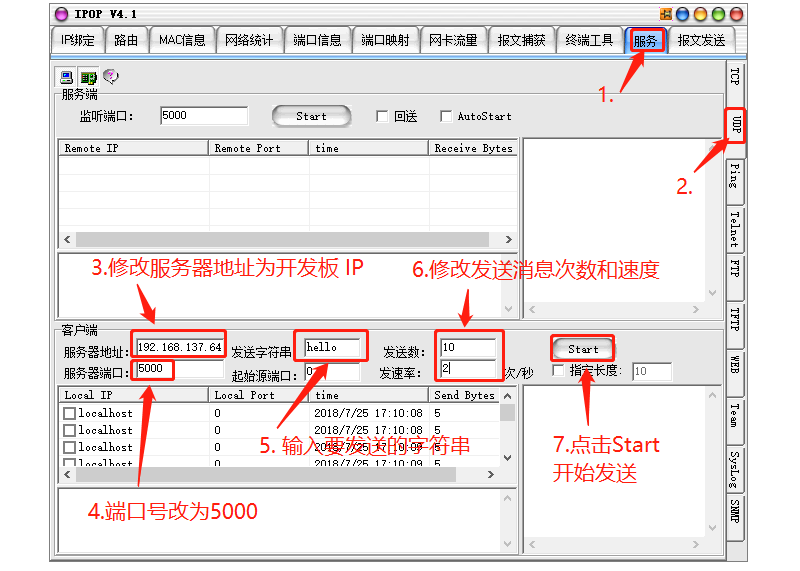 IPOP V4.1
IP绑定 路由 MAC信息 网络统计 端口信息 端口映射 网卡流量 报文捕获 终端工具 服务 报文发送
1.
服务端
监听端口: 5000 Start 回送 AutoStart
Remote IP Remote Port time Receive Bytes
TCP
UDP
2.
Ping
Telnet
FTP
TFTP
WEB
Team
SysLog
SNMP
3.修改服务器地址为开发板 IP
6.修改发送消息次数和速度
客户端
服务器地址: 192.168.137.64 发送字符串 hello 发送数: 10 Start
服务器端口: 5000 起始源端口: 0 发速率: 2 次/秒 指定长度: 10
Local IP Local Port time Send Bytes
localhost 0 2018/7/25 17:10:08 5
localhost 0 2018/7/25 17:10:08 5
localhost 0 2018/7/25 17:10:09 5
localhost 0 2018/7/25 17:10:09 5
5. 输入要发送的字符串
7.点击Start
开始发送
4.端口号改为5000